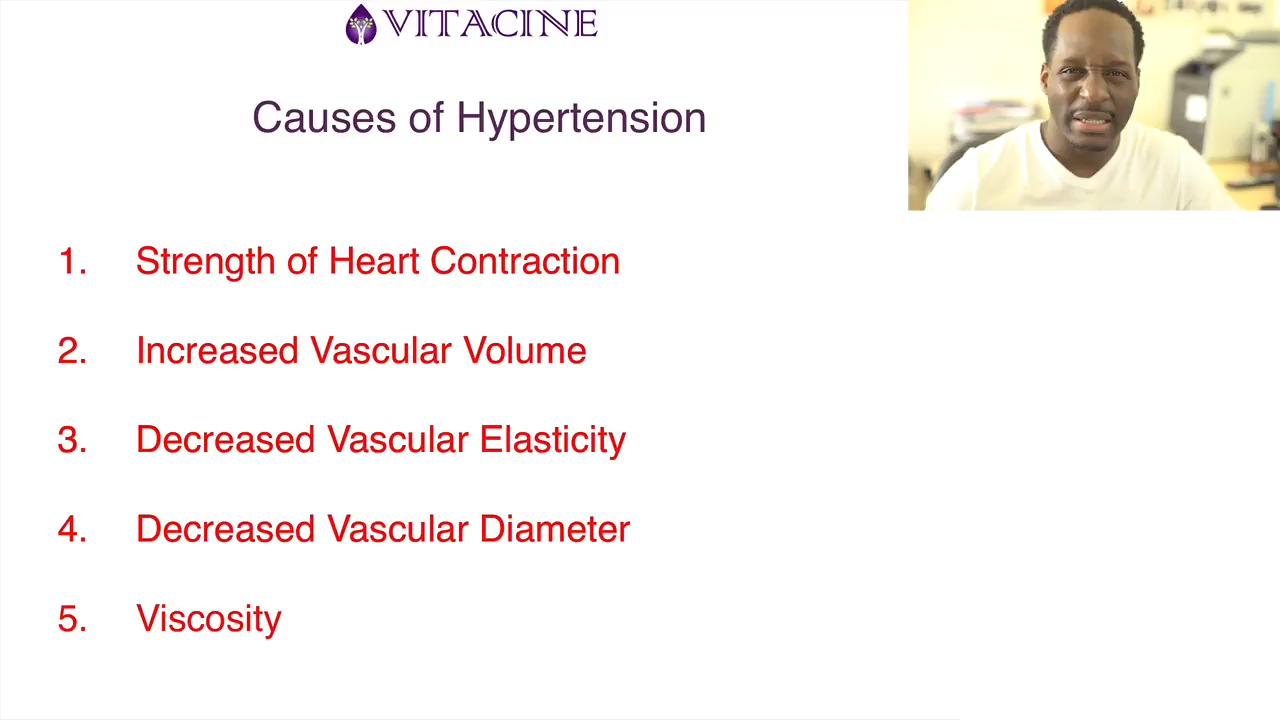 VITACINE
Causes of Hypertension
1. Strength of Heart Contraction
2. Increased Vascular Volume
3. Decreased Vascular Elasticity
4. Decreased Vascular Diameter
5. Viscosity